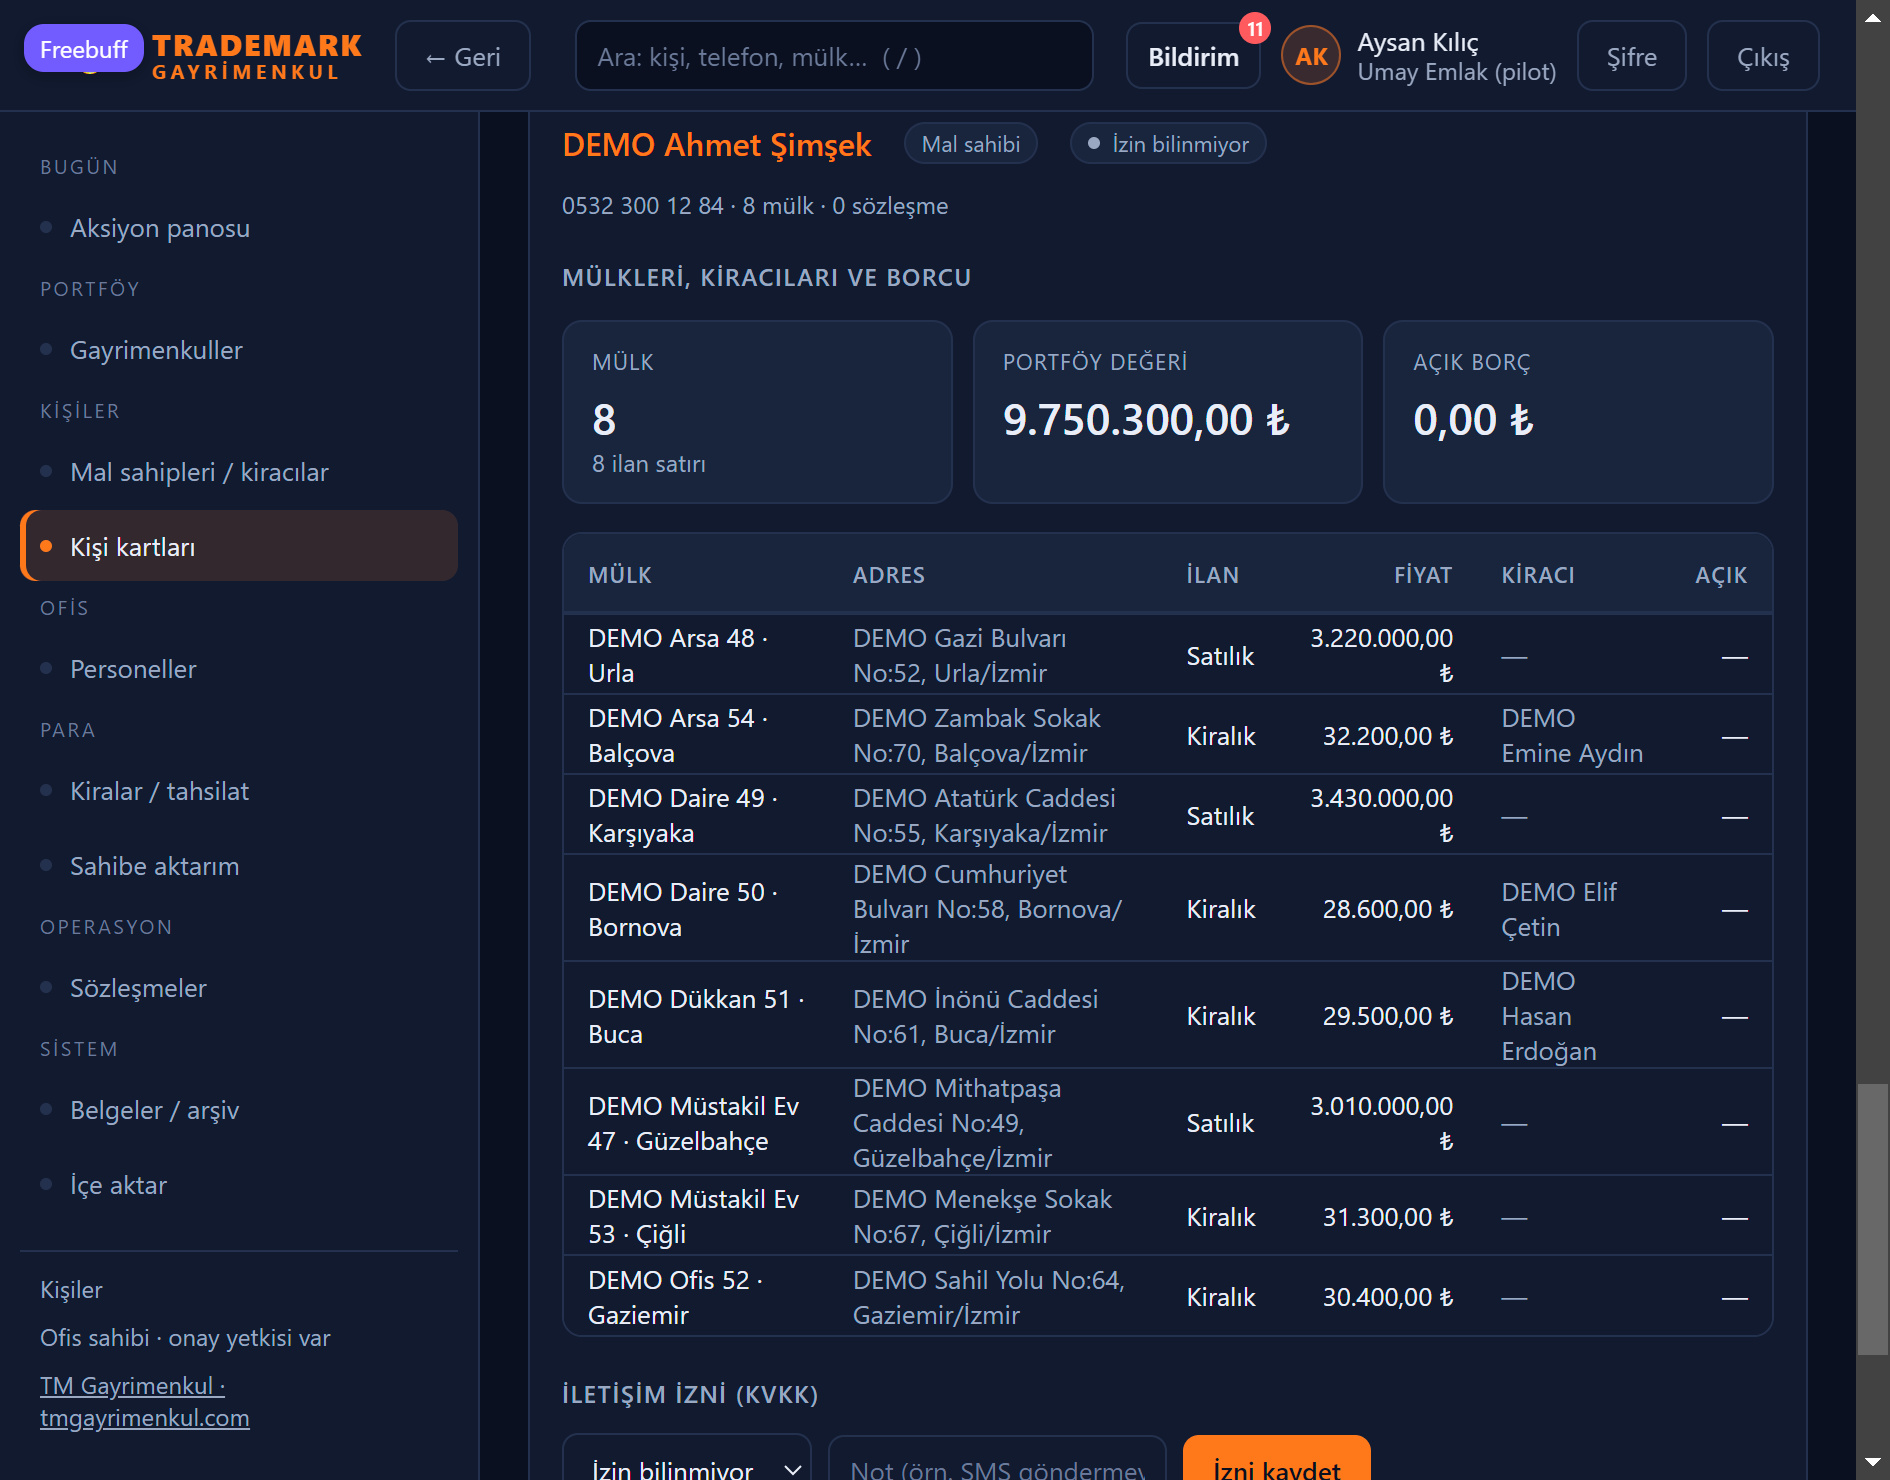 Freebuff
TRADEMARK
GAYRİMENKUL
← Geri
Ara: kişi, telefon, mülk... ( / )
Bildirim
11
AK
Aysan Kılıç
Umay Emlak (pilot)
Şifre
Çıkış
BUGÜN
Aksiyon panosu
PORTFÖY
Gayrimenkuller
KİŞİLER
Mal sahipleri / kiracılar
Kişi kartları
OFİS
Personeller
PARA
Kiralar / tahsilat
Sahibe aktarım
OPERASYON
Sözleşmeler
SİSTEM
Belgeler / arşiv
İçe aktar
Kişiler
Ofis sahibi · onay yetkisi var
TM Gayrimenkul ·
tmgayrimenkul.com
DEMO Ahmet Şimşek
Mal sahibi
İzin bilinmiyor
0532 300 12 84 · 8 mülk · 0 sözleşme
MÜLKLERİ, KİRACILARI VE BORCU
MÜLK
8
8 ilan satırı
PORTFÖY DEĞERİ
9.750.300,00 ₺
AÇIK BORÇ
0,00 ₺
MÜLK ADRES İLAN FİYAT KİRACI AÇIK
DEMO Arsa 48 ·
Urla
DEMO Gazi Bulvarı
No:52, Urla/İzmir
Satılık
3.220.000,00
₺
—
—
DEMO Arsa 54 ·
Balçova
DEMO Zambak Sokak
No:70, Balçova/İzmir
Kiralık
32.200,00 ₺
DEMO
Emine Aydın
—
DEMO Daire 49 ·
Karşıyaka
DEMO Atatürk Caddesi
No:55, Karşıyaka/İzmir
Satılık
3.430.000,00
₺
—
—
DEMO Daire 50 ·
Bornova
DEMO Cumhuriyet
Bulvarı No:58, Bornova/
İzmir
Kiralık
28.600,00 ₺
DEMO Elif
Çetin
—
DEMO Dükkan 51 ·
Buca
DEMO İnönü Caddesi
No:61, Buca/İzmir
Kiralık
29.500,00 ₺
DEMO
Hasan
Erdoğan
—
DEMO Müstakil Ev
47 · Güzelbahçe
DEMO Mithatpaşa
Caddesi No:49,
Güzelbahçe/İzmir
Satılık
3.010.000,00
₺
—
—
DEMO Müstakil Ev
53 · Çiğli
DEMO Menekşe Sokak
No:67, Çiğli/İzmir
Kiralık
31.300,00 ₺
—
—
DEMO Ofis 52 ·
Gaziemir
DEMO Sahil Yolu No:64,
Gaziemir/İzmir
Kiralık
30.400,00 ₺
—
—
İLETİŞİM İZNİ (KVKK)
İzin bilinmiyor
Not (örn. SMS göndermey
İzni kaydet